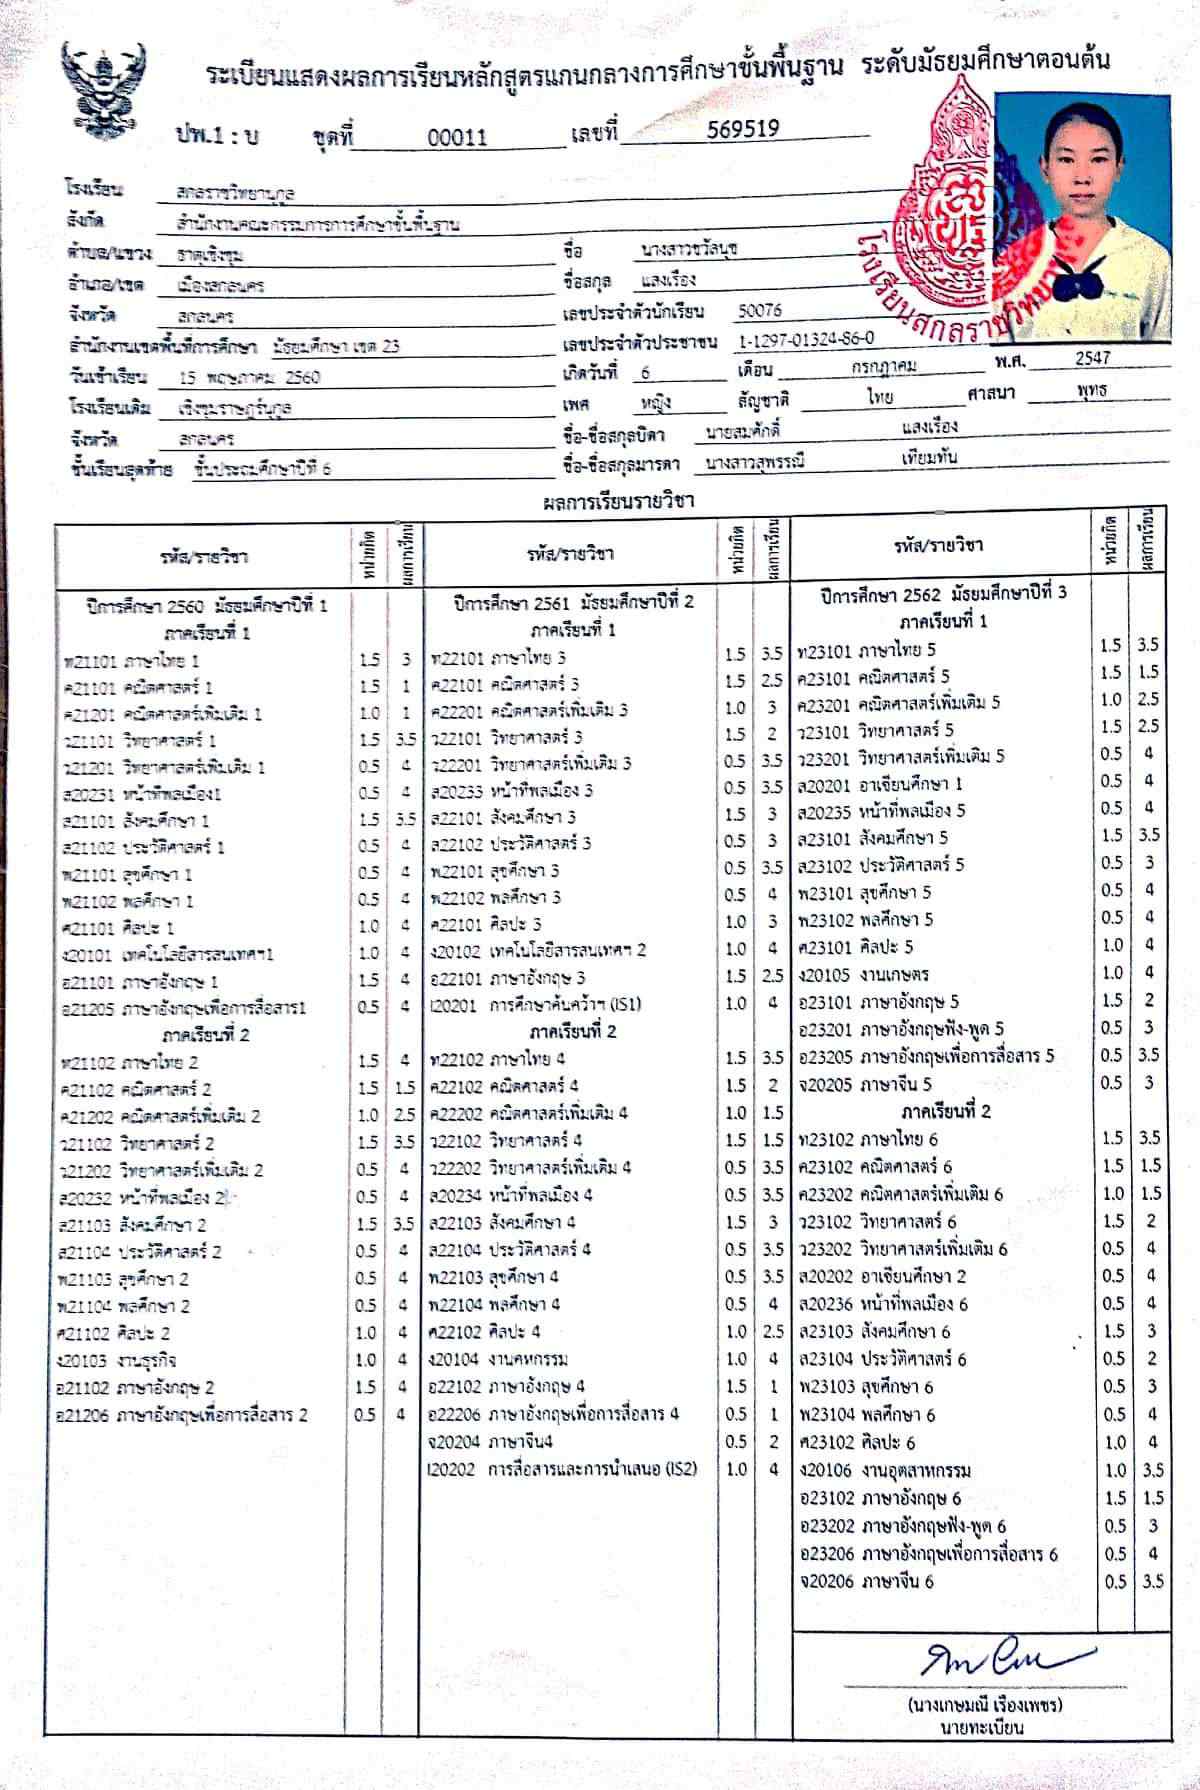 ระเบียนแสดงผลการเรียนหลักสูตรแกนกลางการศึกษาขั้นพื้นฐาน ระดับมัธยมศึกษาตอนต้น
ปพ.1 : บ ชุดที่ 00011 เลขที่ 569519
โรงเรียน สกลราชวิทยานุกูล
สังกัด สำนักงานคณะกรรมการการศึกษาขั้นพื้นฐาน
ตำบล/แขวง ธาตุเชิงชุม
อำเภอ/เขต เมืองสกลนคร
จังหวัด สกลนคร
สำนักงานเขตพื้นที่การศึกษา มัธยมศึกษา เขต 23
วันเข้าเรียน 15 พฤษภาคม 2560
โรงเรียนเดิม เชิงชุมราษฎร์นุกูล
จังหวัด สกลนคร
ชั้นเรียนสุดท้าย ชั้นประถมศึกษาปีที่ 6
ชื่อ นางสาวชวัลนุช
ชื่อสกุล แสงเรือง
เลขประจำตัวนักเรียน 50076
เลขประจำตัวประชาชน 1-1297-01324-86-0
เกิดวันที่ 6 เดือน กรกฎาคม พ.ศ. 2547
เพศ หญิง สัญชาติ ไทย ศาสนา พุทธ
ชื่อ-ชื่อสกุลบิดา นายสมศักดิ์ แสงเรือง
ชื่อ-ชื่อสกุลมารดา นางสาวสุพรรณี เทียมทัน
โรงเรียนสกลราชวิทยานุกูล
ผลการเรียนรายวิชา
รหัส/รายวิชา หน่วยกิต ผลการเรียน
ปีการศึกษา 2560 มัธยมศึกษาปีที่ 1
ภาคเรียนที่ 1
ท21101 ภาษาไทย 1 1.5 3
ค21101 คณิตศาสตร์ 1 1.5 1
ค21201 คณิตศาสตร์เพิ่มเติม 1 1.0 1
ว21101 วิทยาศาสตร์ 1 1.5 3.5
ว21201 วิทยาศาสตร์เพิ่มเติม 1 0.5 4
ส20231 หน้าที่พลเมือง1 0.5 4
ส21101 สังคมศึกษา 1 1.5 3.5
ส21102 ประวัติศาสตร์ 1 0.5 4
พ21101 สุขศึกษา 1 0.5 4
พ21102 พลศึกษา 1 0.5 4
ศ21101 ศิลปะ 1 1.0 4
ง20101 เทคโนโลยีสารสนเทศฯ1 1.0 4
อ21101 ภาษาอังกฤษ 1 1.5 4
อ21205 ภาษาอังกฤษเพื่อการสื่อสาร1 0.5 4
ภาคเรียนที่ 2
ท21102 ภาษาไทย 2 1.5 4
ค21102 คณิตศาสตร์ 2 1.5 1.5
ค21202 คณิตศาสตร์เพิ่มเติม 2 1.0 2.5
ว21102 วิทยาศาสตร์ 2 1.5 3.5
ว21202 วิทยาศาสตร์เพิ่มเติม 2 0.5 4
ส20232 หน้าที่พลเมือง 2 0.5 4
ส21103 สังคมศึกษา 2 1.5 3.5
ส21104 ประวัติศาสตร์ 2 0.5 4
พ21103 สุขศึกษา 2 0.5 4
พ21104 พลศึกษา 2 0.5 4
ศ21102 ศิลปะ 2 1.0 4
ง20103 งานธุรกิจ 1.0 4
อ21102 ภาษาอังกฤษ 2 1.5 4
อ21206 ภาษาอังกฤษเพื่อการสื่อสาร 2 0.5 4
รหัส/รายวิชา หน่วยกิต ผลการเรียน
ปีการศึกษา 2561 มัธยมศึกษาปีที่ 2
ภาคเรียนที่ 1
ท22101 ภาษาไทย 3 1.5 3.5
ค22101 คณิตศาสตร์ 3 1.5 2.5
ค22201 คณิตศาสตร์เพิ่มเติม 3 1.0 3
ว22101 วิทยาศาสตร์ 3 1.5 2
ว22201 วิทยาศาสตร์เพิ่มเติม 3 0.5 3.5
ส20233 หน้าที่พลเมือง 3 0.5 3.5
ส22101 สังคมศึกษา 3 1.5 3
ส22102 ประวัติศาสตร์ 3 0.5 3
พ22101 สุขศึกษา 3 0.5 3.5
พ22102 พลศึกษา 3 0.5 4
ศ22101 ศิลปะ 3 1.0 3
ง20102 เทคโนโลยีสารสนเทศฯ 2 1.0 4
อ22101 ภาษาอังกฤษ 3 1.5 2.5
I20201 การศึกษาค้นคว้าฯ (IS1) 1.0 4
ภาคเรียนที่ 2
ท22102 ภาษาไทย 4 1.5 3.5
ค22102 คณิตศาสตร์ 4 1.5 2
ค22202 คณิตศาสตร์เพิ่มเติม 4 1.0 1.5
ว22102 วิทยาศาสตร์ 4 1.5 1.5
ว22202 วิทยาศาสตร์เพิ่มเติม 4 0.5 3.5
ส20234 หน้าที่พลเมือง 4 0.5 3.5
ส22103 สังคมศึกษา 4 1.5 3
ส22104 ประวัติศาสตร์ 4 0.5 3.5
พ22103 สุขศึกษา 4 0.5 3.5
พ22104 พลศึกษา 4 0.5 4
ศ22102 ศิลปะ 4 1.0 2.5
ง20104 งานคหกรรม 1.0 4
อ22102 ภาษาอังกฤษ 4 1.5 1
อ22206 ภาษาอังกฤษเพื่อการสื่อสาร 4 0.5 1
จ20204 ภาษาจีน4 0.5 2
I20202 การสื่อสารและการนำเสนอ (IS2) 1.0 4
รหัส/รายวิชา หน่วยกิต ผลการเรียน
ปีการศึกษา 2562 มัธยมศึกษาปีที่ 3
ภาคเรียนที่ 1
ท23101 ภาษาไทย 5 1.5 3.5
ค23101 คณิตศาสตร์ 5 1.5 1.5
ค23201 คณิตศาสตร์เพิ่มเติม 5 1.0 2.5
ว23101 วิทยาศาสตร์ 5 1.5 2.5
ว23201 วิทยาศาสตร์เพิ่มเติม 5 0.5 4
ส20201 อาเซียนศึกษา 1 0.5 4
ส20235 หน้าที่พลเมือง 5 0.5 4
ส23101 สังคมศึกษา 5 1.5 3.5
ส23102 ประวัติศาสตร์ 5 0.5 3
พ23101 สุขศึกษา 5 0.5 4
พ23102 พลศึกษา 5 0.5 4
ศ23101 ศิลปะ 5 1.0 4
ง20105 งานเกษตร 1.0 4
อ23101 ภาษาอังกฤษ 5 1.5 2
อ23201 ภาษาอังกฤษฟัง-พูด 5 0.5 3
อ23205 ภาษาอังกฤษเพื่อการสื่อสาร 5 0.5 3.5
จ20205 ภาษาจีน 5 0.5 3
ภาคเรียนที่ 2
ท23102 ภาษาไทย 6 1.5 3.5
ค23102 คณิตศาสตร์ 6 1.5 1.5
ค23202 คณิตศาสตร์เพิ่มเติม 6 1.0 1.5
ว23102 วิทยาศาสตร์ 6 1.5 2
ว23202 วิทยาศาสตร์เพิ่มเติม 6 0.5 4
ส20202 อาเซียนศึกษา 2 0.5 4
ส20236 หน้าที่พลเมือง 6 0.5 4
ส23103 สังคมศึกษา 6 1.5 3
ส23104 ประวัติศาสตร์ 6 0.5 2
พ23103 สุขศึกษา 6 0.5 3
พ23104 พลศึกษา 6 0.5 4
ศ23102 ศิลปะ 6 1.0 4
ง20106 งานอุตสาหกรรม 1.0 3.5
อ23102 ภาษาอังกฤษ 6 1.5 1.5
อ23202 ภาษาอังกฤษฟัง-พูด 6 0.5 3
อ23206 ภาษาอังกฤษเพื่อการสื่อสาร 6 0.5 4
จ20206 ภาษาจีน 6 0.5 3.5
(นางเกษมณี เรืองเพชร)
นายทะเบียน